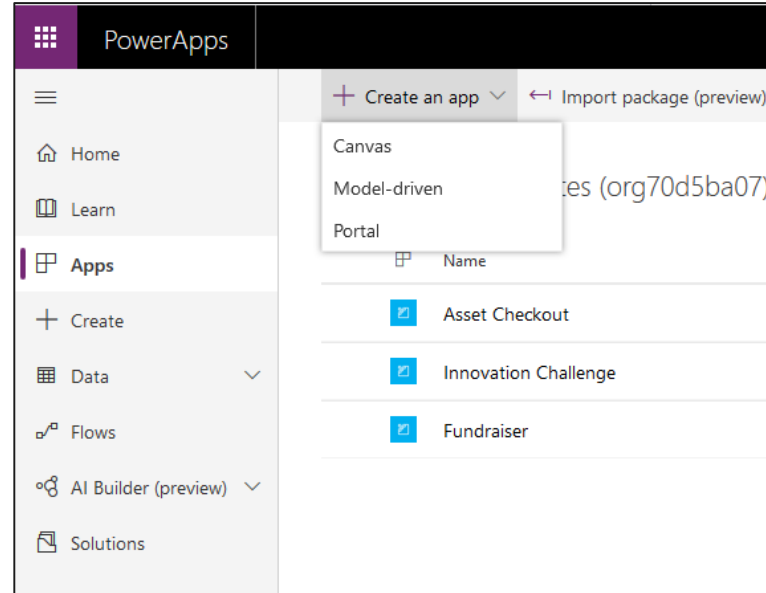 PowerApps
Create an app
Import package (preview)
Canvas
Model-driven
Portal
(org70d5ba07)
Home
Learn
Apps
Create
Data
Flows
AI Builder (preview)
Solutions
Name
Asset Checkout
Innovation Challenge
Fundraiser